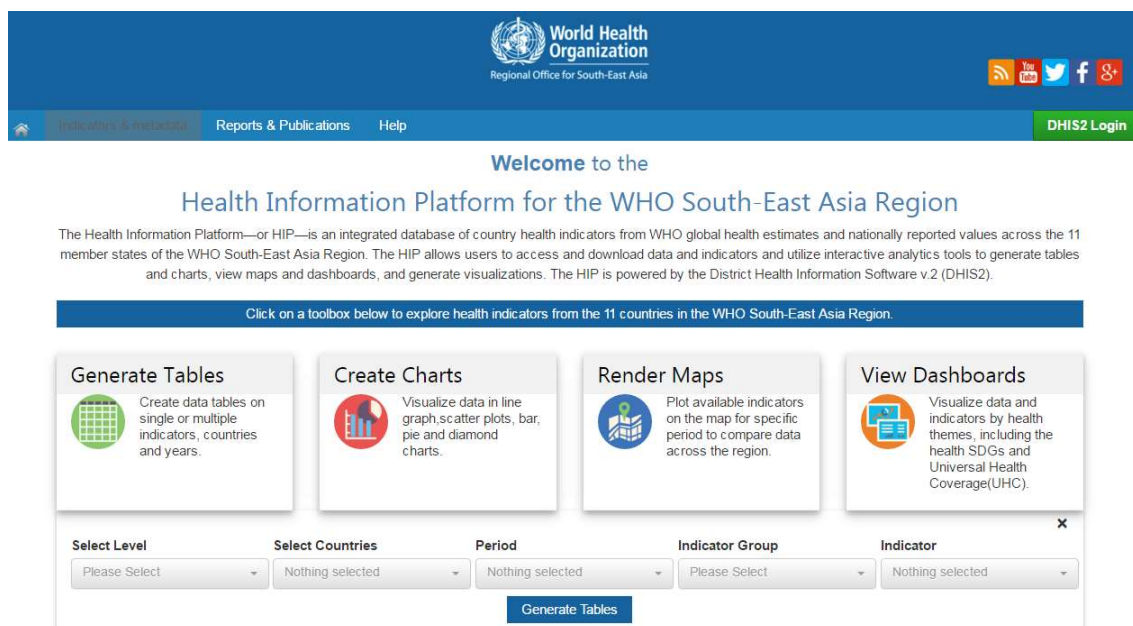 World Health
Organization
Regional Office for South-East Asia
You
Tube
f
g+
Indicators & metadata
Reports & Publications
Help
DHIS2 Login
Welcome to the
Health Information Platform for the WHO South-East Asia Region
The Health Information Platform—or HIP—is an integrated database of country health indicators from WHO global health estimates and nationally reported values across the 11
member states of the WHO South-East Asia Region. The HIP allows users to access and download data and indicators and utilize interactive analytics tools to generate tables
and charts, view maps and dashboards, and generate visualizations. The HIP is powered by the District Health Information Software v.2 (DHIS2).
Click on a toolbox below to explore health indicators from the 11 countries in the WHO South-East Asia Region.
Generate Tables
Create data tables on
single or multiple
indicators, countries
and years.
Create Charts
Visualize data in line
graph,scatter plots, bar,
pie and diamond
charts.
Render Maps
Plot available indicators
on the map for specific
period to compare data
across the region.
View Dashboards
Visualize data and
indicators by health
themes, including the
health SDGs and
Universal Health
Coverage(UHC).
Select Level
Please Select
Select Countries
Nothing selected
Period
Nothing selected
Indicator Group
Please Select
Indicator
Nothing selected
Generate Tables